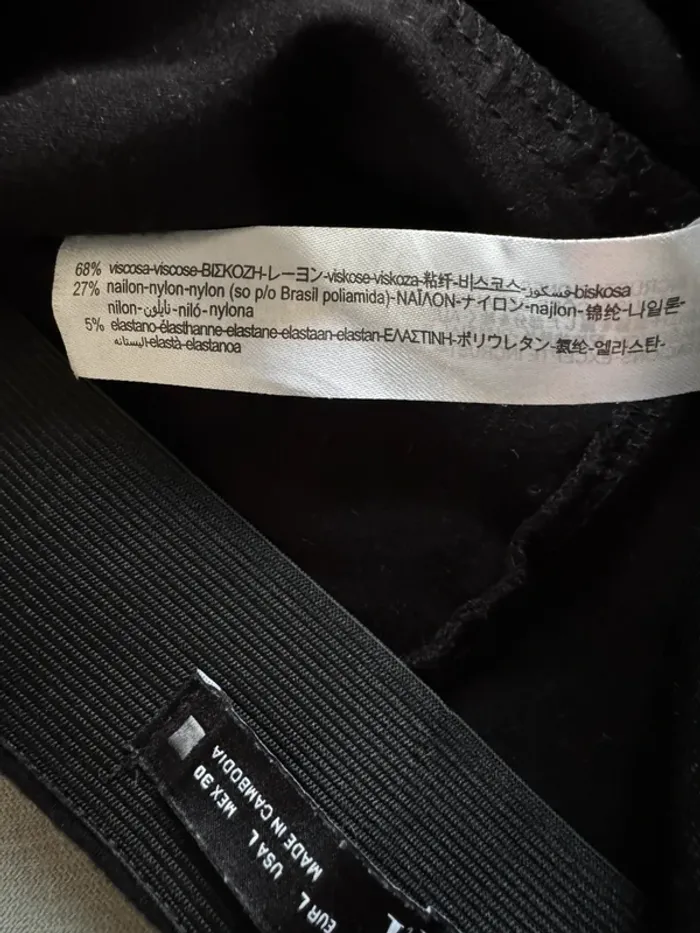 68% viscosa-viscose-ΒΙΣΚΟΖΗ-レーヨン-viskose-viskoza-粘纤-비스코스-فسكوز-biskosa
27% nailon-nylon-nylon (so p/o Brasil poliamida)-ΝΑΪΛΟΝ-ナイロン-najlon-锦纶-나일론-
nilon-نايلون-niló-nylona
5% elastano-élasthanne-elastane-elastaan-elastan-ΕΛΑΣΤΙΝΗ-ポリウレタン-氨纶-엘라스탄-
اليستانه-elastà-elastanoa
EUR L
USA L
MEX 30
MADE IN CAMBODIA